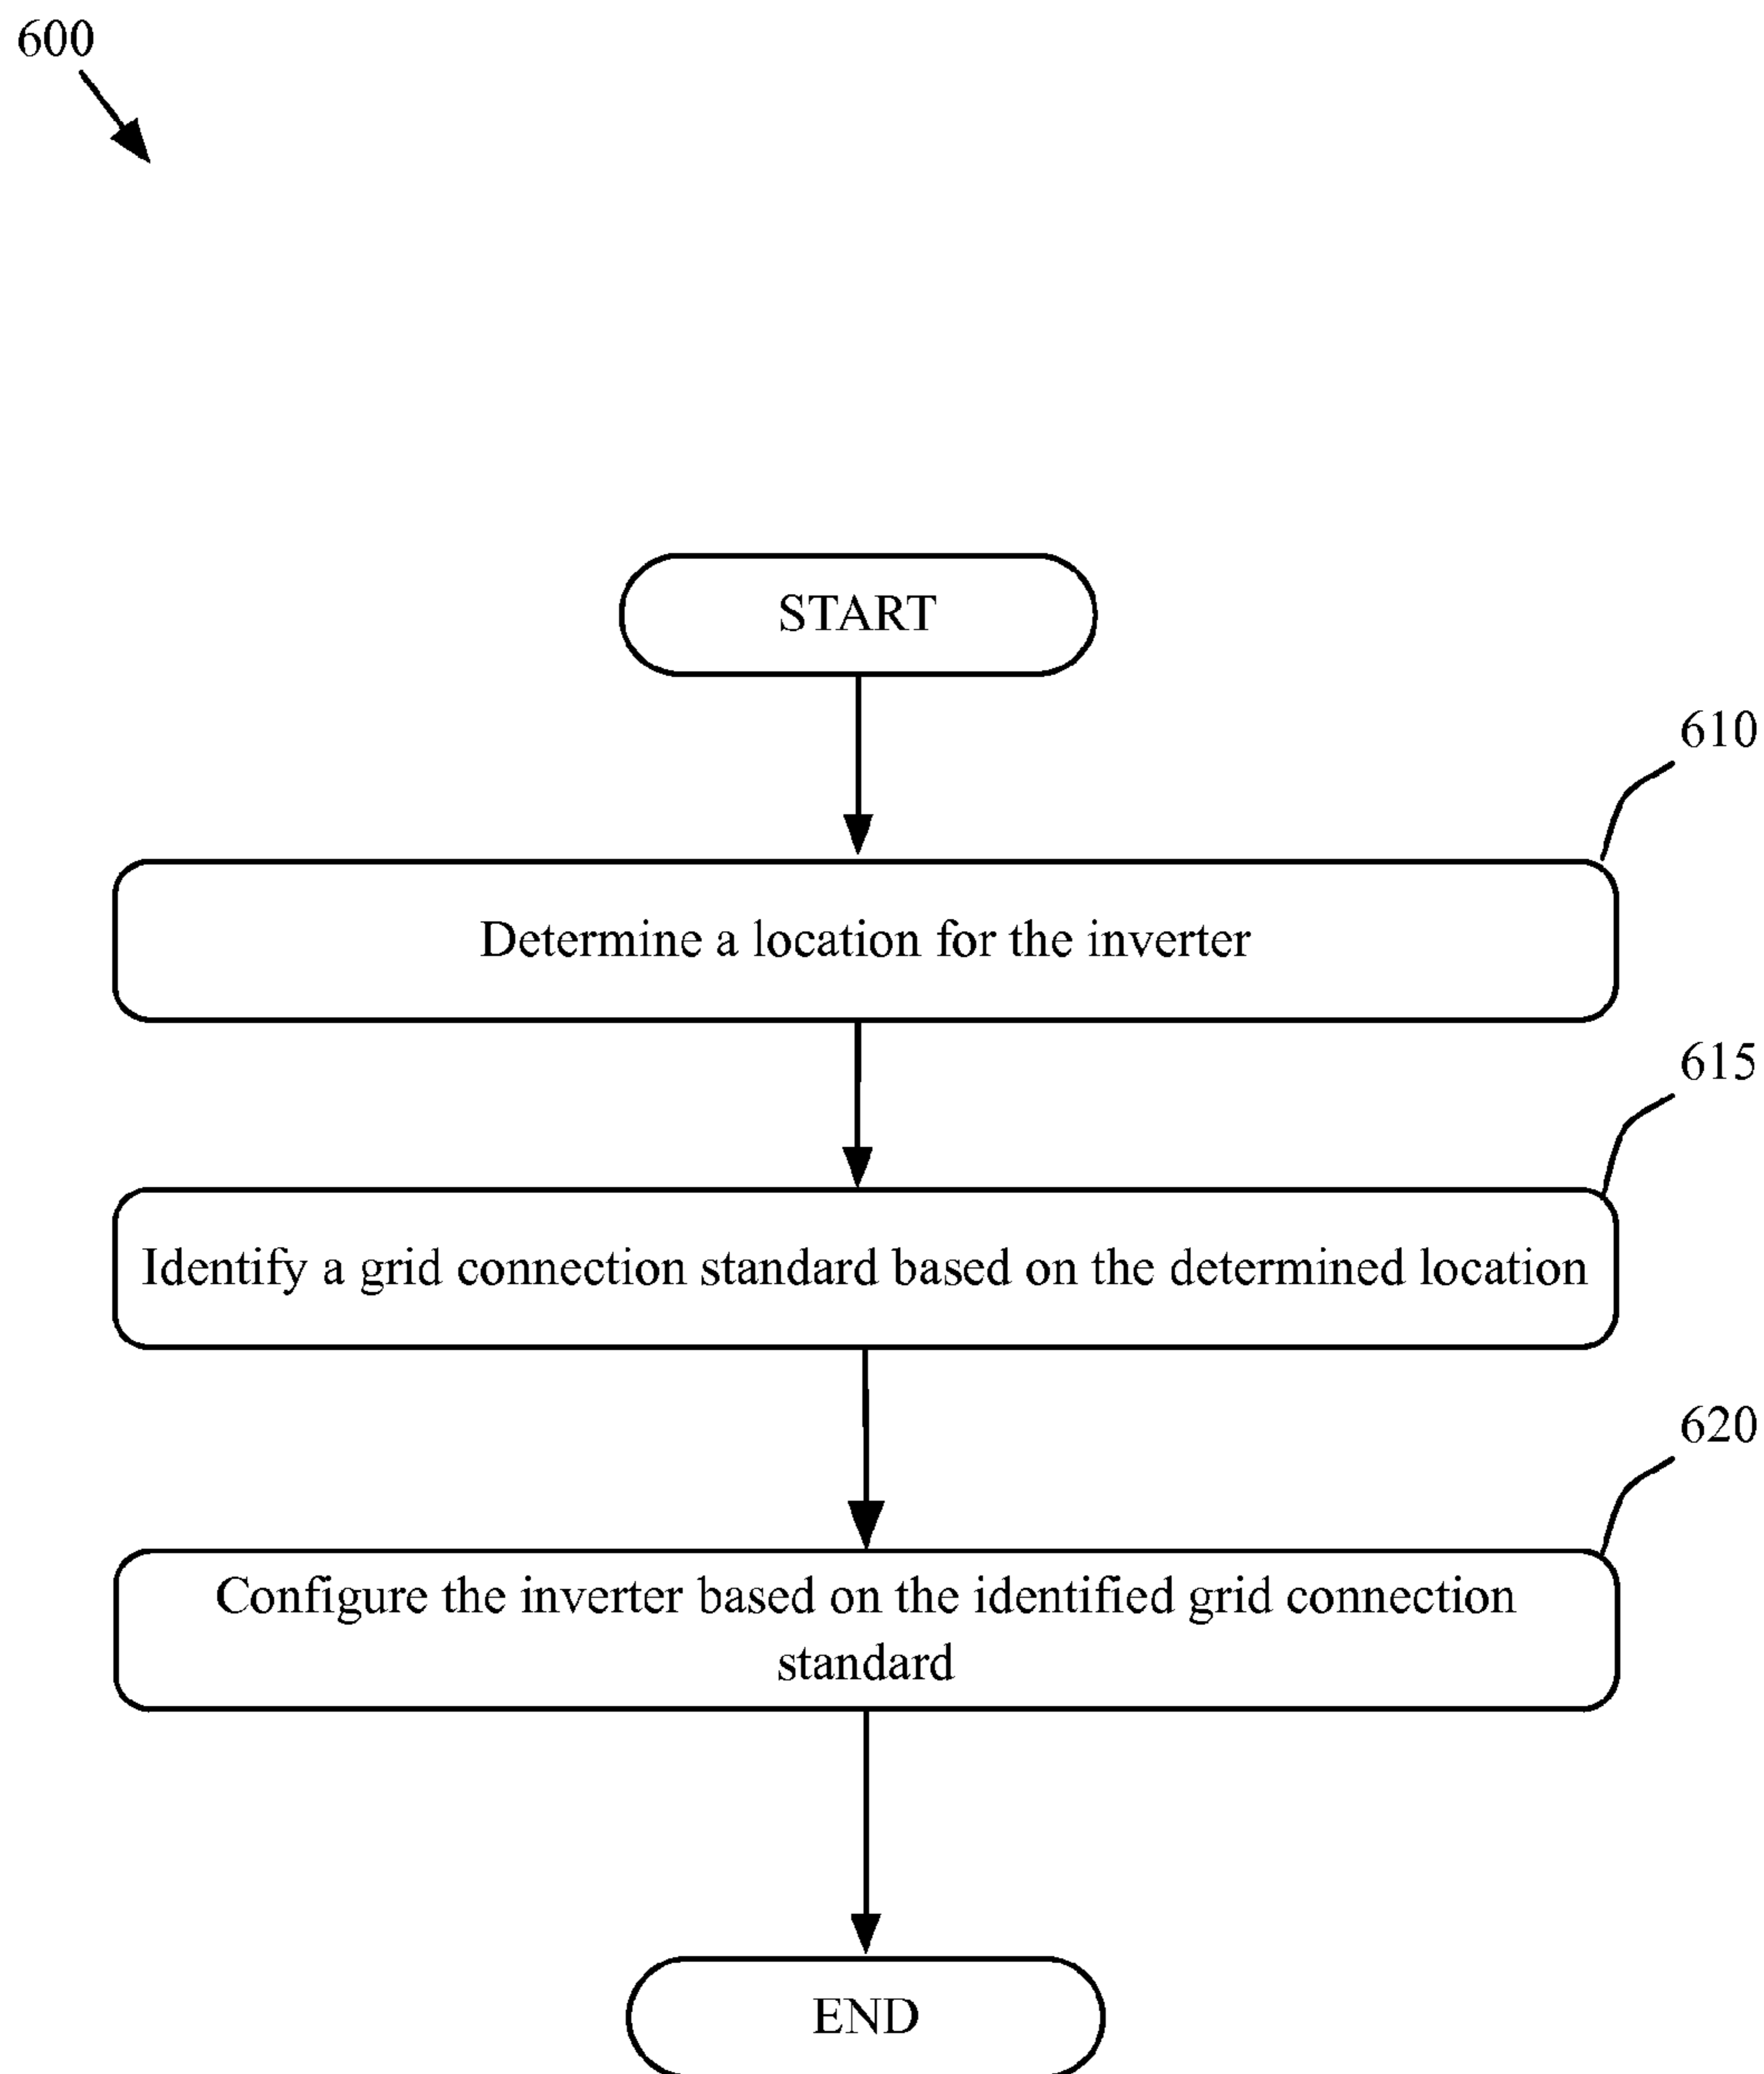 600
START
610
Determine a location for the inverter
615
Identify a grid connection standard based on the determined location
620
Configure the inverter based on the identified grid connection
standard
END